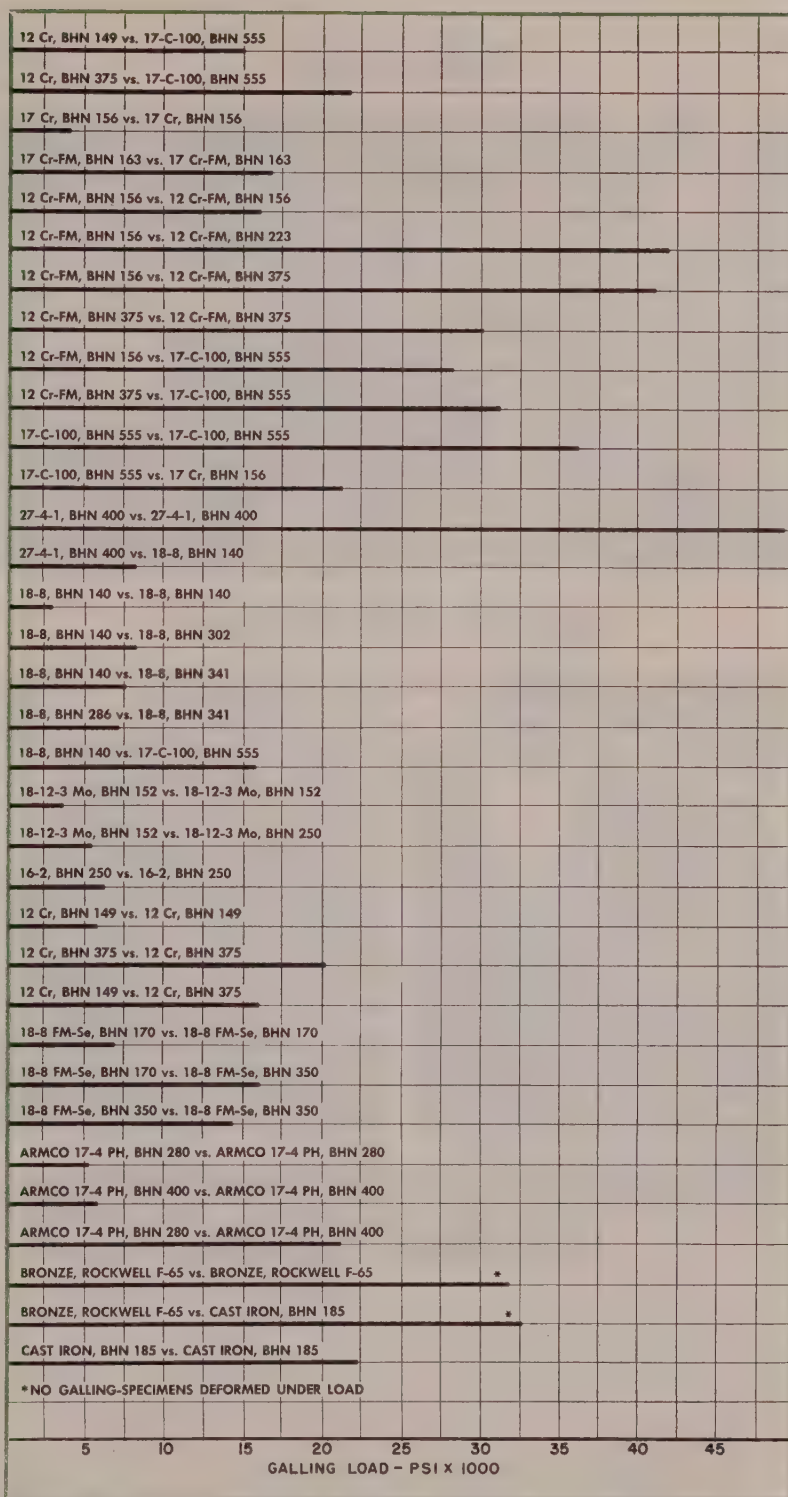 12 Cr, BHN 149 vs. 17-C-100, BHN 555
12 Cr, BHN 375 vs. 17-C-100, BHN 555
17 Cr, BHN 156 vs. 17 Cr, BHN 156
17 Cr-FM, BHN 163 vs. 17 Cr-FM, BHN 163
12 Cr-FM, BHN 156 vs. 12 Cr-FM, BHN 156
12 Cr-FM, BHN 156 vs. 12 Cr-FM, BHN 223
12 Cr-FM, BHN 156 vs. 12 Cr-FM, BHN 375
12 Cr-FM, BHN 375 vs. 12 Cr-FM, BHN 375
12 Cr-FM, BHN 156 vs. 17-C-100, BHN 555
12 Cr-FM, BHN 375 vs. 17-C-100, BHN 555
17-C-100, BHN 555 vs. 17-C-100, BHN 555
17-C-100, BHN 555 vs. 17 Cr, BHN 156
27-4-1, BHN 400 vs. 27-4-1, BHN 400
27-4-1, BHN 400 vs. 18-8, BHN 140
18-8, BHN 140 vs. 18-8, BHN 140
18-8, BHN 140 vs. 18-8, BHN 302
18-8, BHN 140 vs. 18-8, BHN 341
18-8, BHN 286 vs. 18-8, BHN 341
18-8, BHN 140 vs. 17-C-100, BHN 555
18-12-3 Mo, BHN 152 vs. 18-12-3 Mo, BHN 152
18-12-3 Mo, BHN 152 vs. 18-12-3 Mo, BHN 250
16-2, BHN 250 vs. 16-2, BHN 250
12 Cr, BHN 149 vs. 12 Cr, BHN 149
12 Cr, BHN 375 vs. 12 Cr, BHN 375
12 Cr, BHN 149 vs. 12 Cr, BHN 375
18-8 FM-Se, BHN 170 vs. 18-8 FM-Se, BHN 170
18-8 FM-Se, BHN 170 vs. 18-8 FM-Se, BHN 350
18-8 FM-Se, BHN 350 vs. 18-8 FM-Se, BHN 350
ARMCO 17-4 PH, BHN 280 vs. ARMCO 17-4 PH, BHN 280
ARMCO 17-4 PH, BHN 400 vs. ARMCO 17-4 PH, BHN 400
ARMCO 17-4 PH, BHN 280 vs. ARMCO 17-4 PH, BHN 400
BRONZE, ROCKWELL F-65 vs. BRONZE, ROCKWELL F-65 *
BRONZE, ROCKWELL F-65 vs. CAST IRON, BHN 185 *
CAST IRON, BHN 185 vs. CAST IRON, BHN 185
*NO GALLING-SPECIMENS DEFORMED UNDER LOAD
5 10 15 20 25 30 35 40 45
GALLING LOAD - PSI X 1000